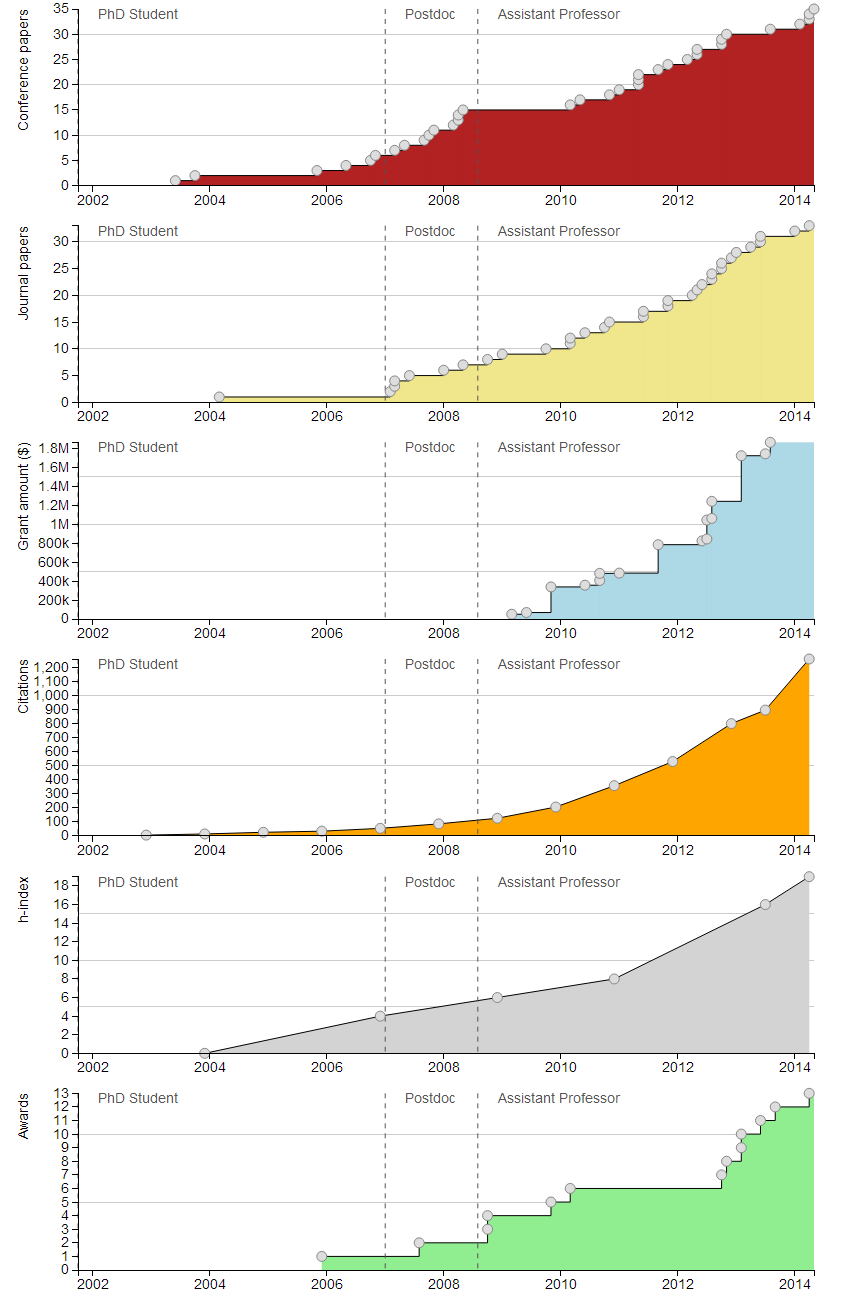 Conference papers
PhD Student Postdoc Assistant Professor
35
30
25
20
15
10
5
0
2002 2004 2006 2008 2010 2012 2014
Journal papers
PhD Student Postdoc Assistant Professor
30
25
20
15
10
5
0
2002 2004 2006 2008 2010 2012 2014
Grant amount ($)
PhD Student Postdoc Assistant Professor
1.8M
1.6M
1.4M
1.2M
1M
800k
600k
400k
200k
0
2002 2004 2006 2008 2010 2012 2014
Citations
PhD Student Postdoc Assistant Professor
1,200
1,100
1,000
900
800
700
600
500
400
300
200
100
0
2002 2004 2006 2008 2010 2012 2014
h-index
PhD Student Postdoc Assistant Professor
18
16
14
12
10
8
6
4
2
0
2002 2004 2006 2008 2010 2012 2014
Awards
PhD Student Postdoc Assistant Professor
13
12
11
10
9
8
7
6
5
4
3
2
1
0
2002 2004 2006 2008 2010 2012 2014